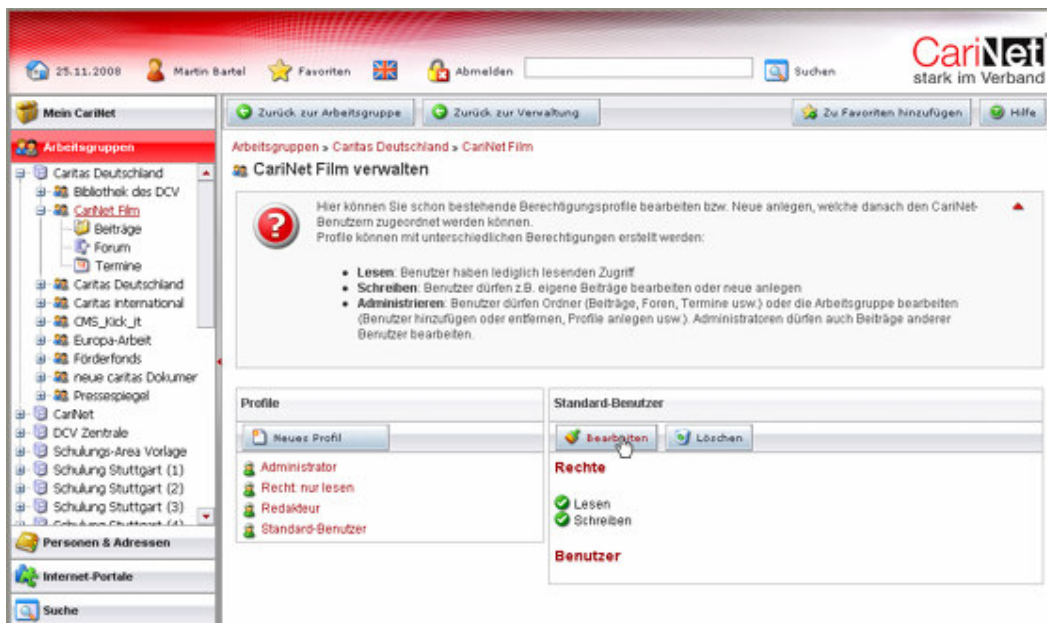 CariNet
stark im Verband
25.11.2008 Martin Bartel Favoriten Abmelden Suchen
Mein CariNet
Zurück zur Arbeitsgruppe Zurück zur Verwaltung Zu Favoriten hinzufügen Hilfe
Arbeitsgruppen
Caritas Deutschland
Bibliothek des DCV
CariNet Film
Beiträge
Forum
Termine
Caritas Deutschland
Caritas international
CMS_Kick_it
Europa-Arbeit
Förderfonds
neue caritas Dokumer
Pressespiegel
CariNet
DCV Zentrale
Schulungs-Area Vorlage
Schulung Stuttgart (1)
Schulung Stuttgart (2)
Schulung Stuttgart (3)
Schulung Stuttgart (4)
Personen & Adressen
Internet-Portale
Suche
Arbeitsgruppen » Caritas Deutschland » CariNet Film
CariNet Film verwalten
Hier können Sie schon bestehende Berechtigungsprofile bearbeiten bzw. Neue anlegen, welche danach den CariNet-
Benutzern zugeordnet werden können.
Profile können mit unterschiedlichen Berechtigungen erstellt werden:
• Lesen: Benutzer haben lediglich lesenden Zugriff
• Schreiben: Benutzer dürfen z.B. eigene Beiträge bearbeiten oder neue anlegen
• Administrieren: Benutzer dürfen Ordner (Beiträge, Foren, Termine usw.) oder die Arbeitsgruppe bearbeiten
(Benutzer hinzufügen oder entfernen, Profile anlegen usw.). Administratoren dürfen auch Beiträge anderer
Benutzer bearbeiten.
Profile
Neues Profil
Administrator
Recht: nur lesen
Redakteur
Standard-Benutzer
Standard-Benutzer
Bearbeiten Löschen
Rechte
Lesen
Schreiben
Benutzer